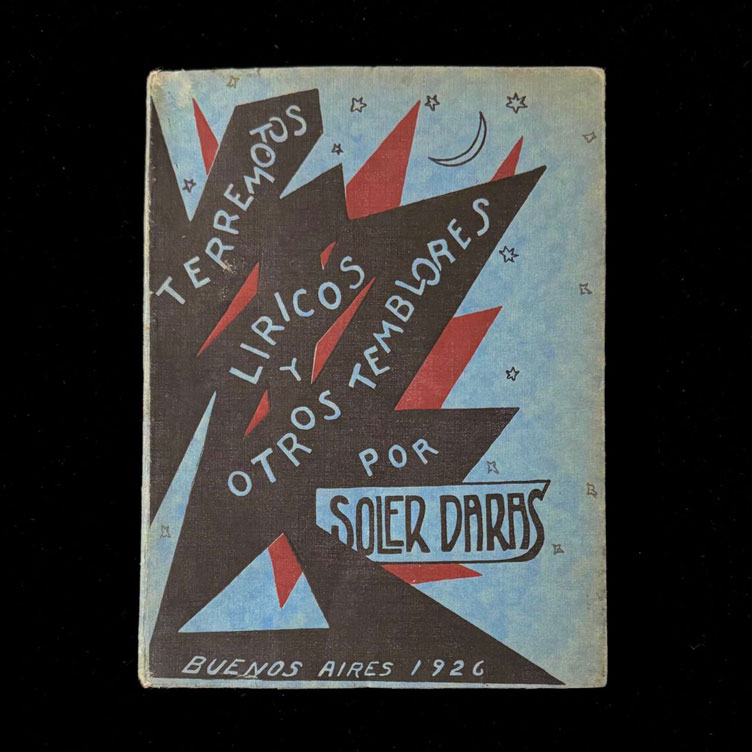 TERREMOTOS
LIRICOS
Y
OTROS TEMBLORES
POR
SOLER DARAS
BUENOS AIRES 1926